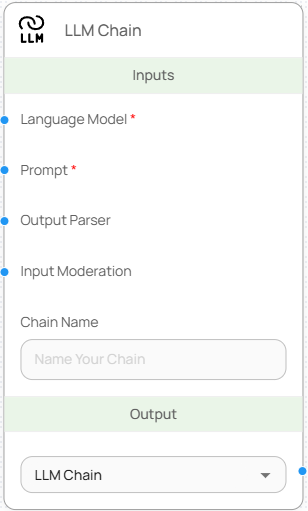 LLM
LLM Chain
Inputs
Language Model *
Prompt *
Output Parser
Input Moderation
Chain Name
Name Your Chain
Output
LLM Chain